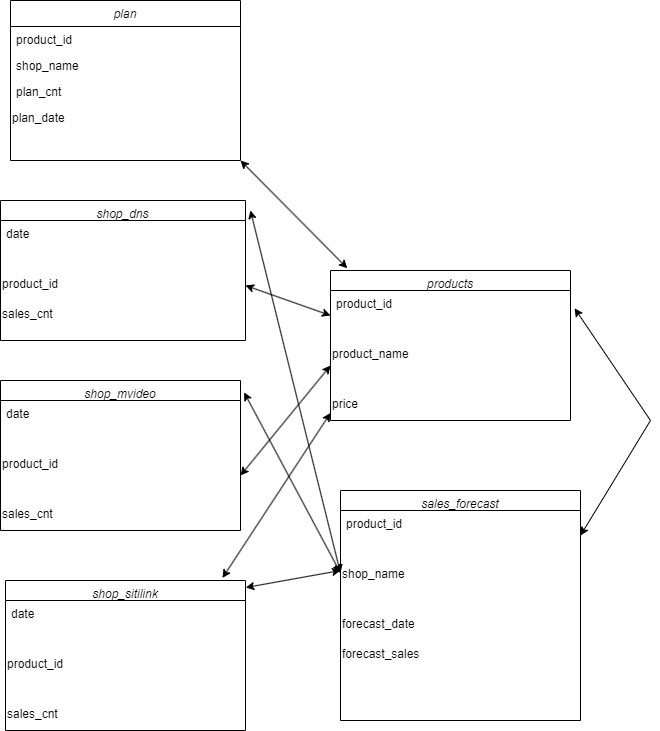 plan
product_id
shop_name
plan_cnt
plan_date
shop_dns
date
product_id
sales_cnt
products
product_id
product_name
price
shop_mvideo
date
product_id
sales_cnt
sales_forecast
product_id
shop_name
forecast_date
forecast_sales
shop_sitilink
date
product_id
sales_cnt